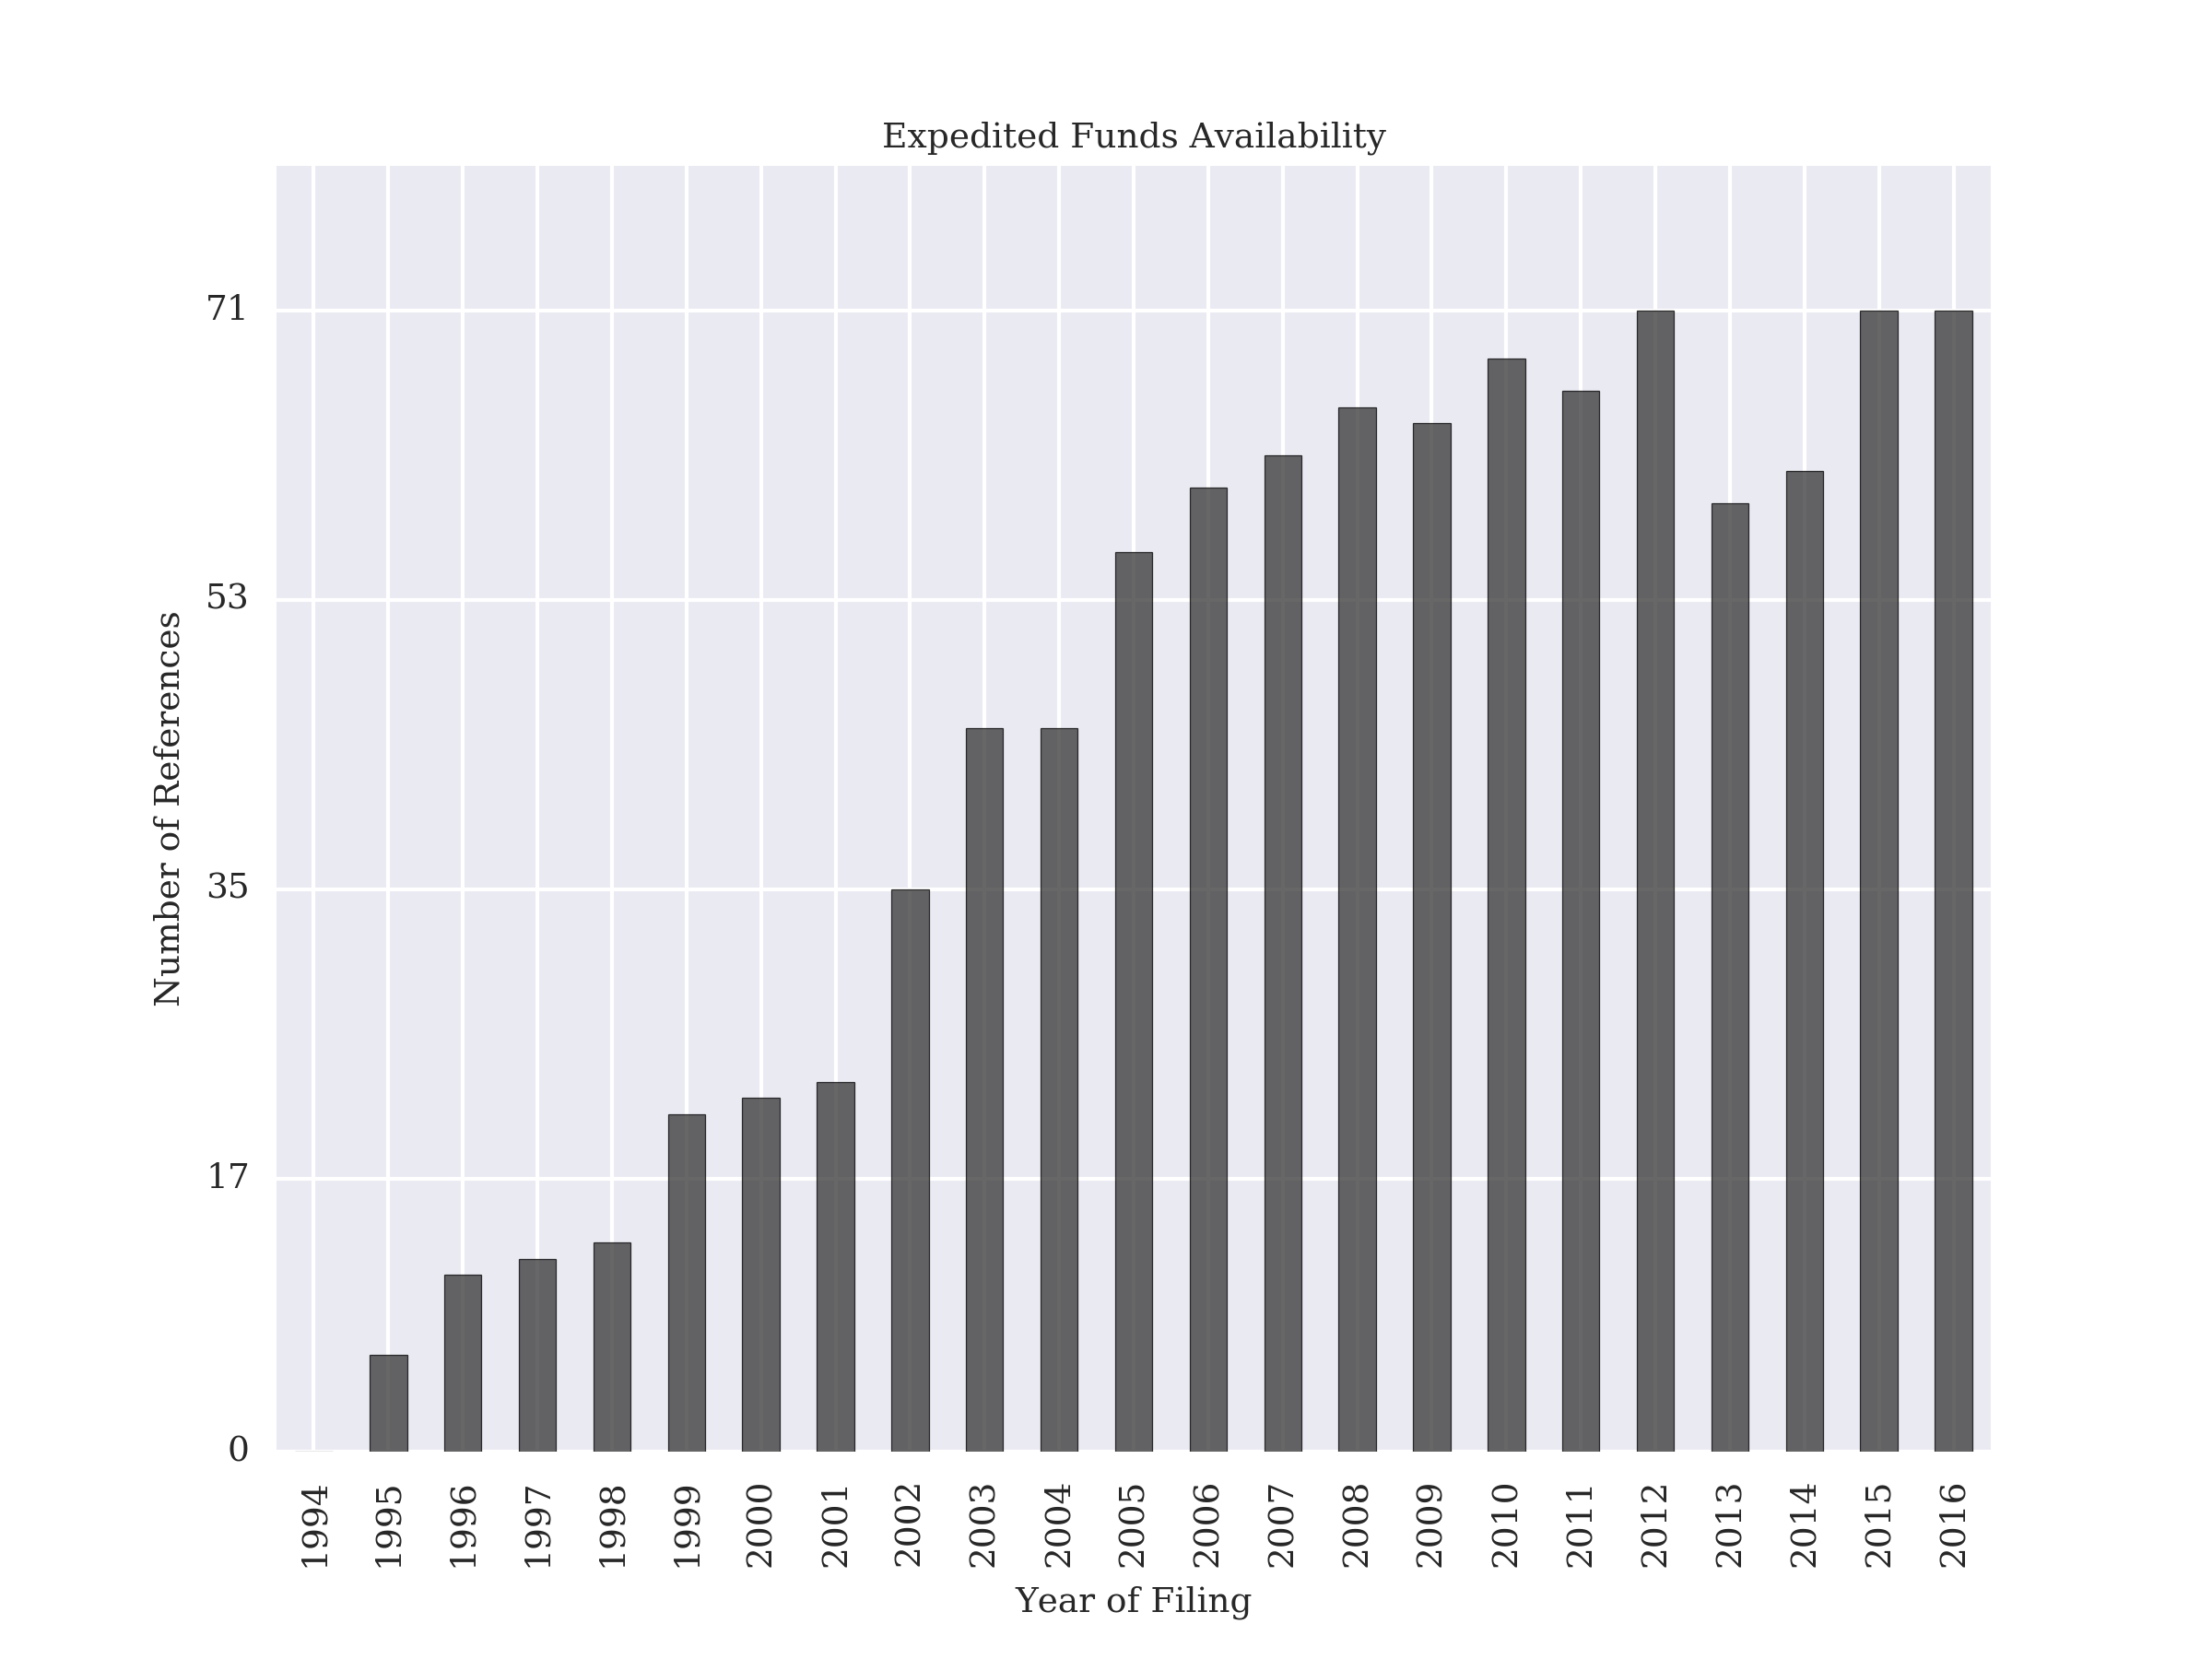 Expedited Funds Availability
Number of References
71
53
35
17
0
1994 1995 1996 1997 1998 1999 2000 2001 2002 2003 2004 2005 2006 2007 2008 2009 2010 2011 2012 2013 2014 2015 2016
Year of Filing